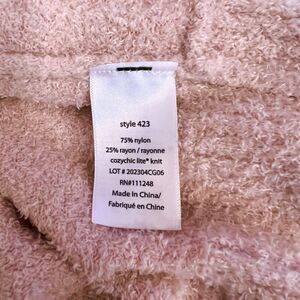 style 423
75% nylon
25% rayon / rayonne
cozychic lite® knit
LOT # 202304CG06
RN#111248
Made In China/
Fabriqué en Chine